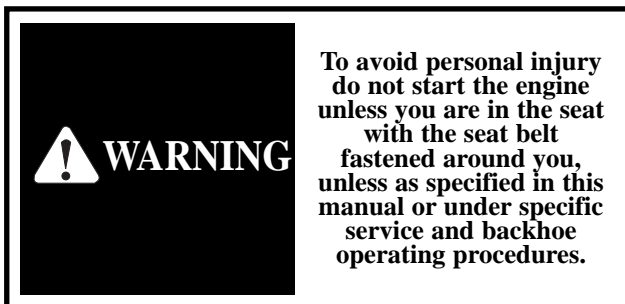 WARNING
To avoid personal injury
do not start the engine
unless you are in the seat
with the seat belt
fastened around you,
unless as specified in this
manual or under specific
service and backhoe
operating procedures.